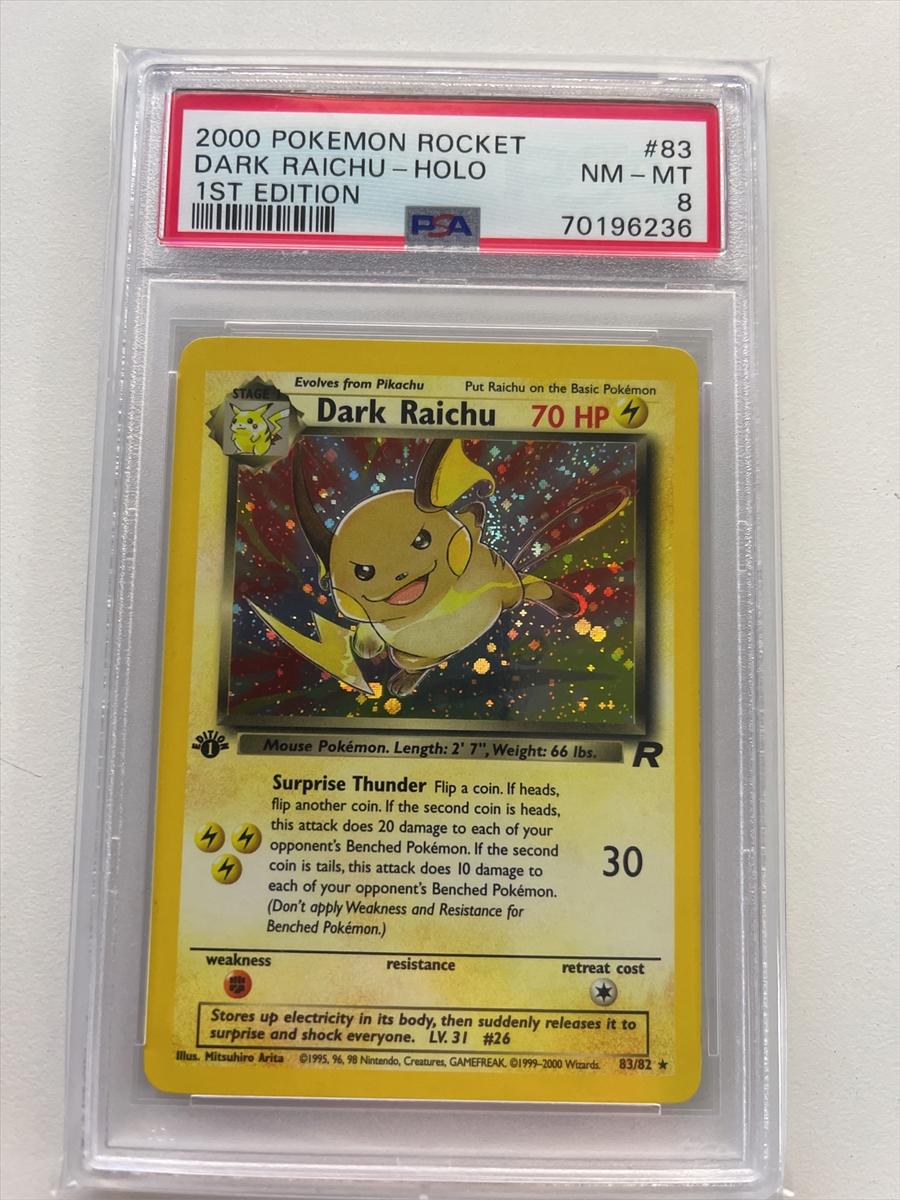 2000 POKEMON ROCKET #83
DARK RAICHU - HOLO NM - MT
1ST EDITION 8
PSA 70196236
STAGE 1 Evolves from Pikachu Put Raichu on the Basic Pokémon
Dark Raichu 70 HP
EDITION 1
Mouse Pokémon. Length: 2' 7", Weight: 66 lbs.
R
Surprise Thunder Flip a coin. If heads,
flip another coin. If the second coin is heads,
this attack does 20 damage to each of your
opponent's Benched Pokémon. If the second
coin is tails, this attack does 10 damage to
each of your opponent's Benched Pokémon.
(Don't apply Weakness and Resistance for
Benched Pokémon.)
30
weakness resistance retreat cost
Stores up electricity in its body, then suddenly releases it to
surprise and shock everyone. LV. 31 #26
Illus. Mitsuhiro Arita ©1995, 96, 98 Nintendo, Creatures, GAMEFREAK. ©1999-2000 Wizards. 83/82 ★